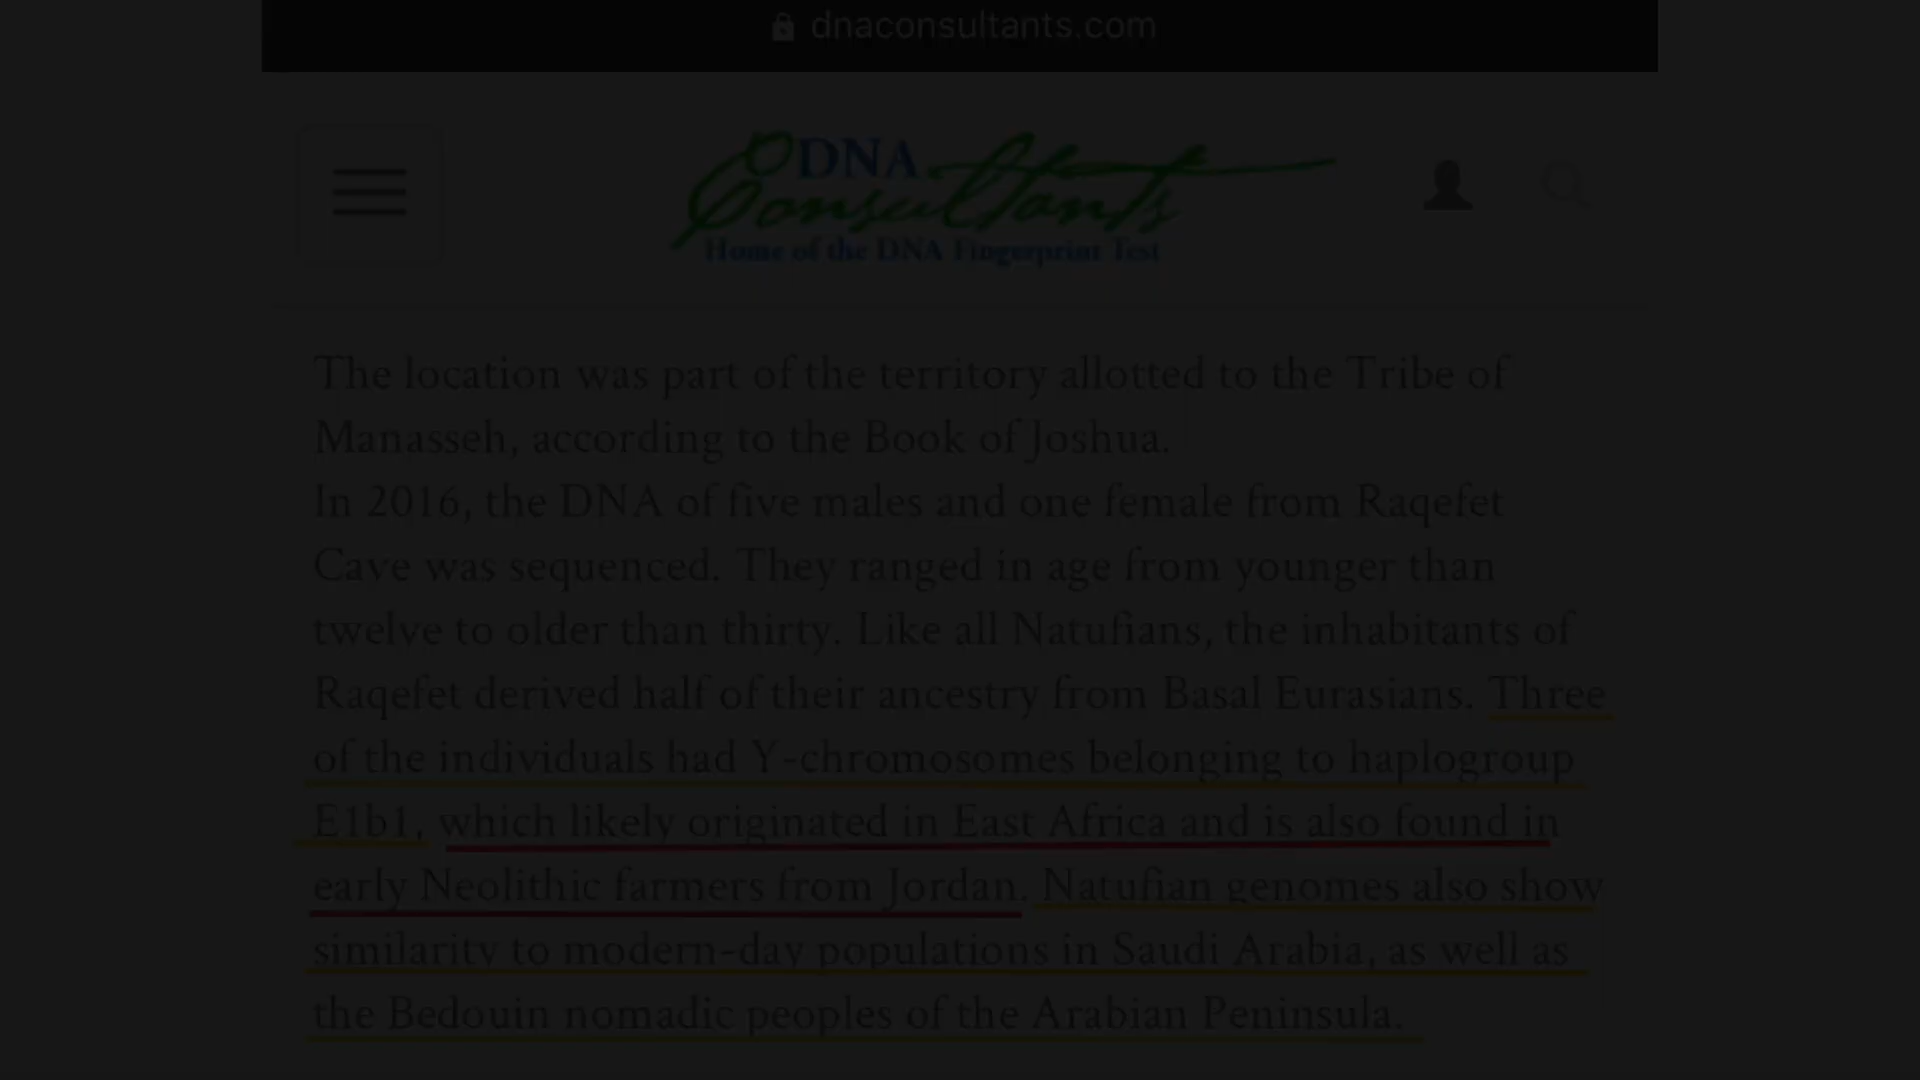 dnaconsultants.com
DNA
Consultants
Home of the DNA Fingerprint Test
The location was part of the territory allotted to the Tribe of
Manasseh, according to the Book of Joshua.
In 2016, the DNA of five males and one female from Raqefet
Cave was sequenced. They ranged in age from younger than
twelve to older than thirty. Like all Natufians, the inhabitants of
Raqefet derived half of their ancestry from Basal Eurasians. Three
of the individuals had Y-chromosomes belonging to haplogroup
E1b1, which likely originated in East Africa and is also found in
early Neolithic farmers from Jordan. Natufian genomes also show
similarity to modern-day populations in Saudi Arabia, as well as
the Bedouin nomadic peoples of the Arabian Peninsula.